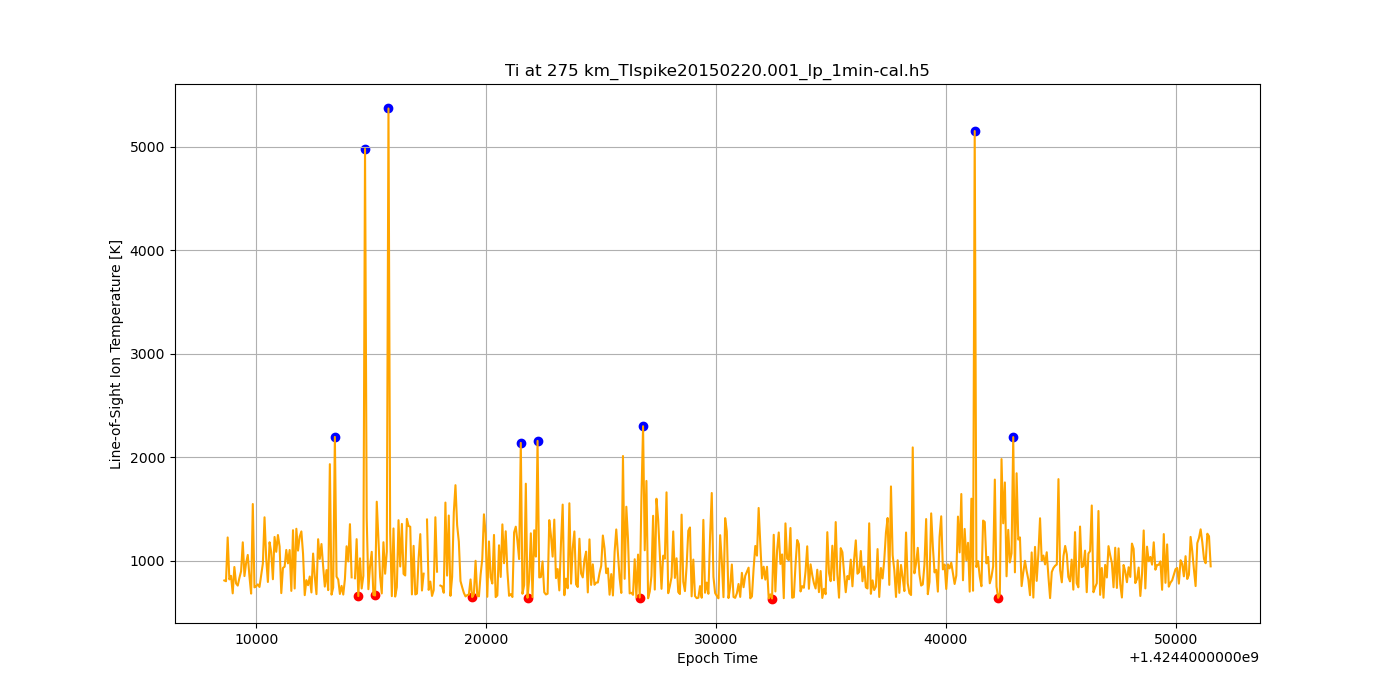 Ti at 275 km_TIspike20150220.001_lp_1min-cal.h5
Line-of-Sight Ion Temperature [K]
5000
4000
3000
2000
1000
10000 20000 30000 40000 50000
Epoch Time
+1.4244000000e9